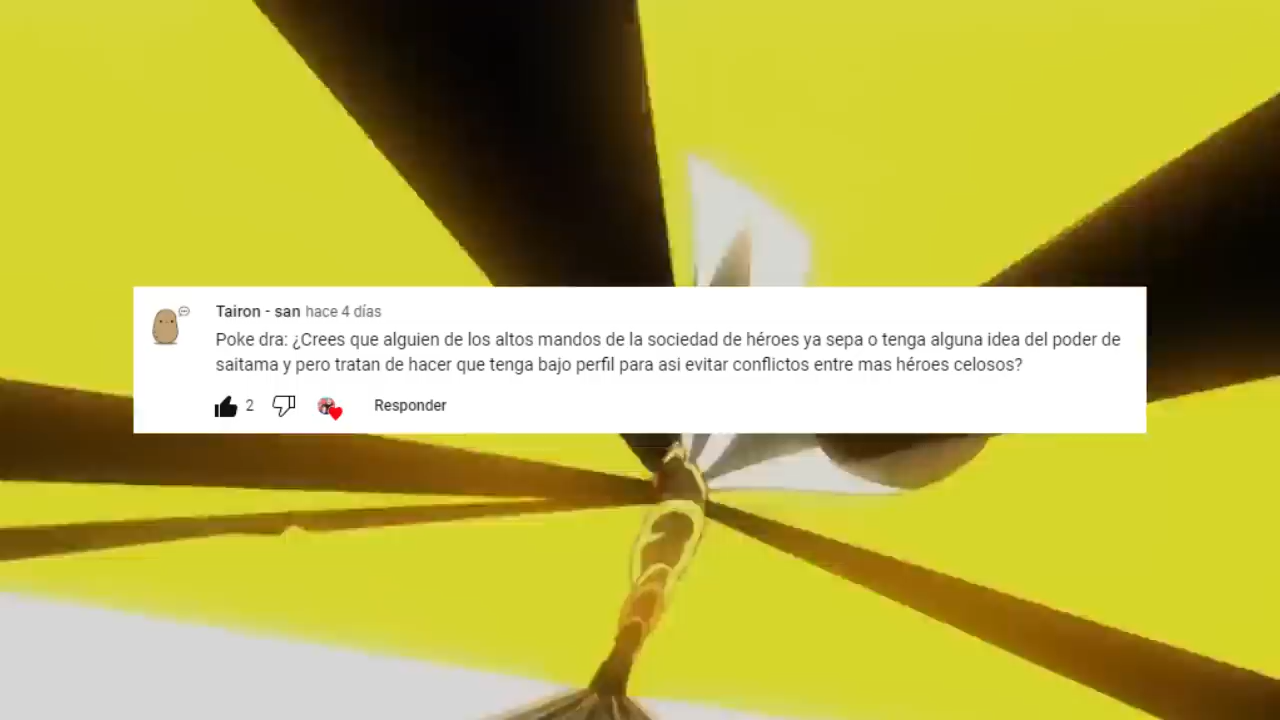 Tairon - san hace 4 días
Poke dra: ¿Crees que alguien de los altos mandos de la sociedad de héroes ya sepa o tenga alguna idea del poder de
saitama y pero tratan de hacer que tenga bajo perfil para asi evitar conflictos entre mas héroes celosos?
2 Responder